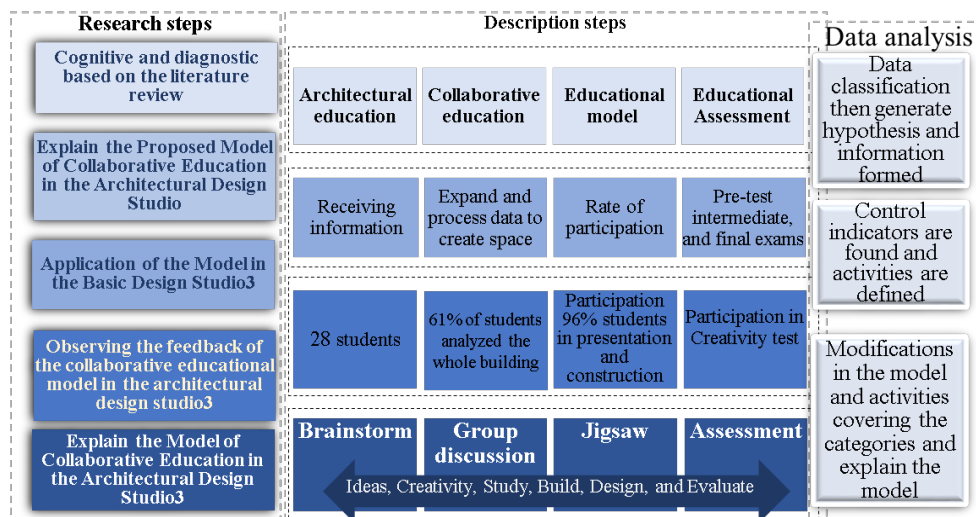 Research steps
Cognitive and diagnostic
based on the literature
review
Explain the Proposed Model
of Collaborative Education
in the Architectural Design
Studio
Application of the Model in
the Basic Design Studio3
Observing the feedback of
the collaborative educational
model in the architectural
design studio3
Explain the Model of
Collaborative Education in
the Architectural Design
Studio3
Description steps
Architectural
education
Collaborative
education
Educational
model
Educational
Assessment
Receiving
information
Expand and
process data to
create space
Rate of
participation
Pre-test
intermediate,
and final exams
28 students
61% of students
analyzed the
whole building
Participation
96% students
in presentation
and
construction
Participation in
Creativity test
Brainstorm
Group
discussion
Jigsaw
Assessment
Ideas, Creativity, Study, Build, Design, and Evaluate
Data analysis
Data
classification
then generate
hypothesis and
information
formed
Control
indicators are
found and
activities are
defined
Modifications
in the model
and activities
covering the
categories and
explain the
model